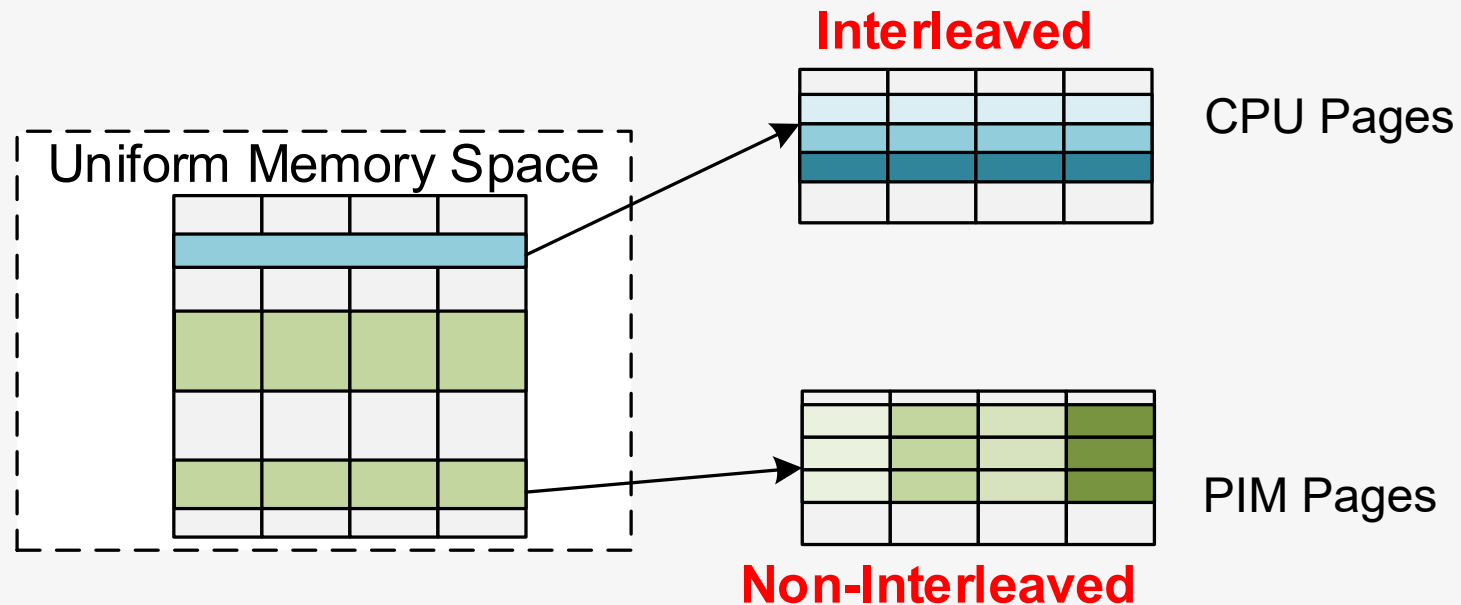 Interleaved
CPU Pages
Uniform Memory Space
PIM Pages
Non-Interleaved